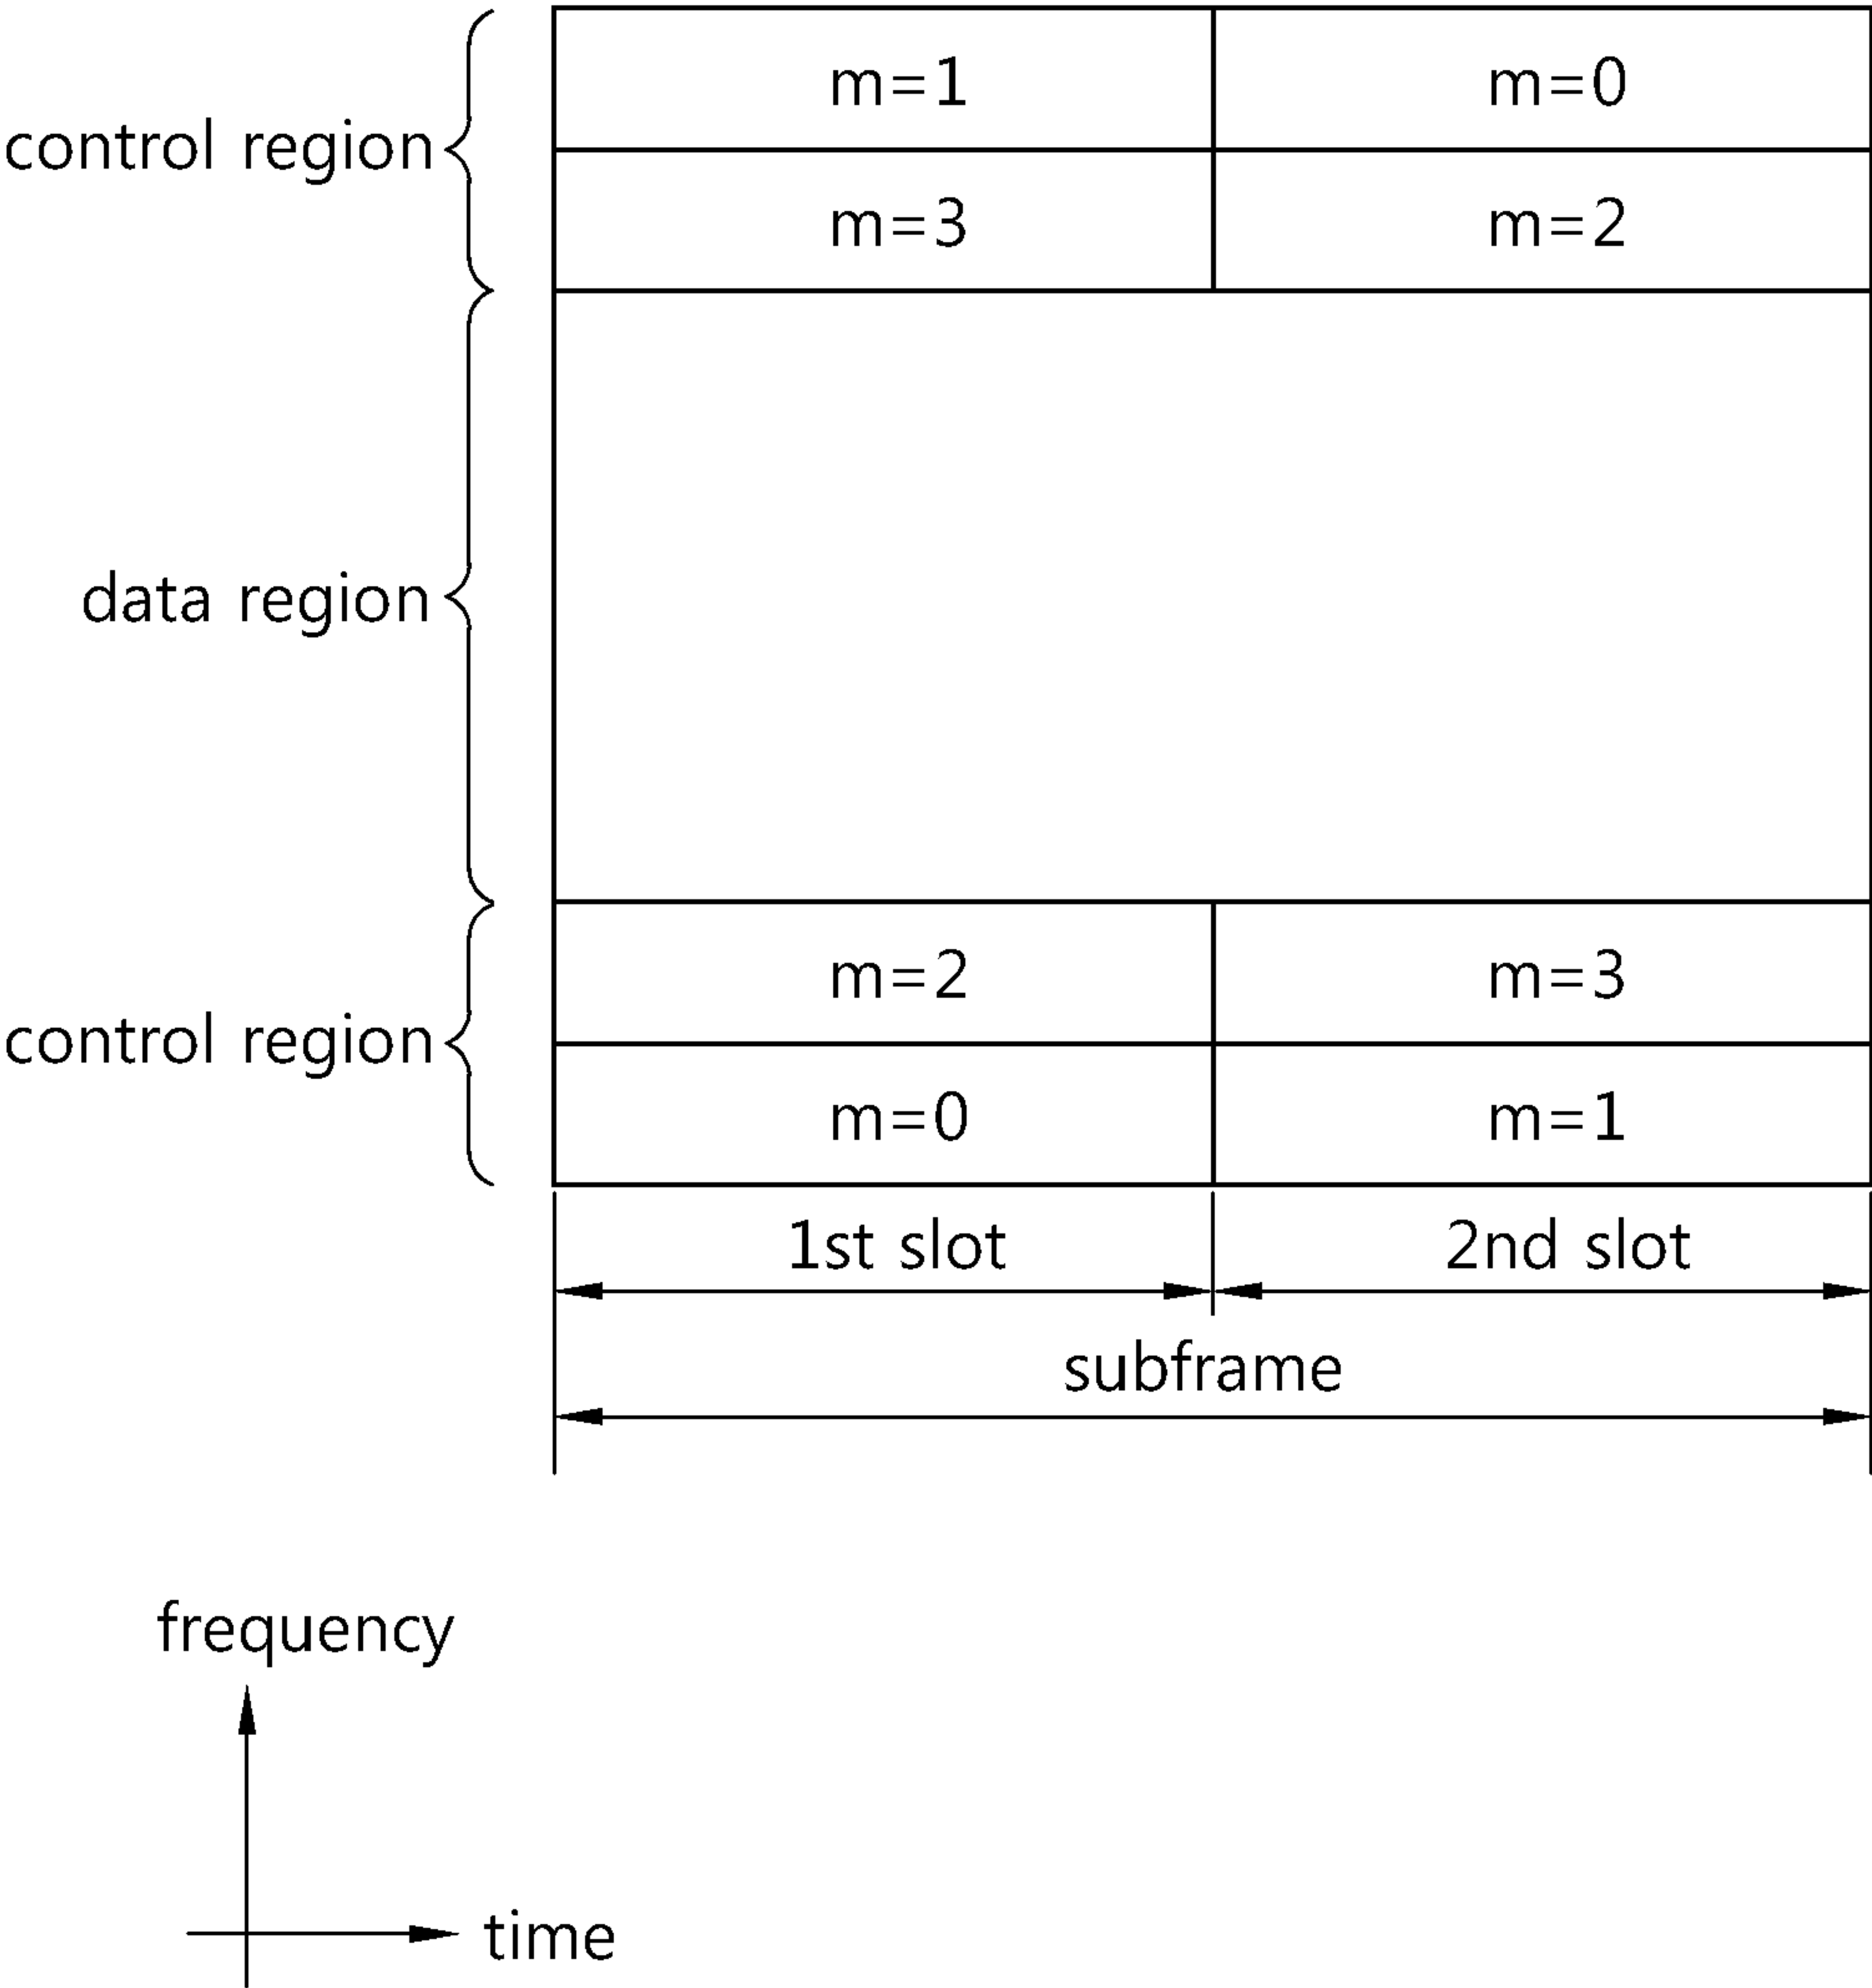 m=1 m=0
control region
m=3 m=2
data region
m=2 m=3
control region
m=0 m=1
1st slot 2nd slot
subframe
frequency
time